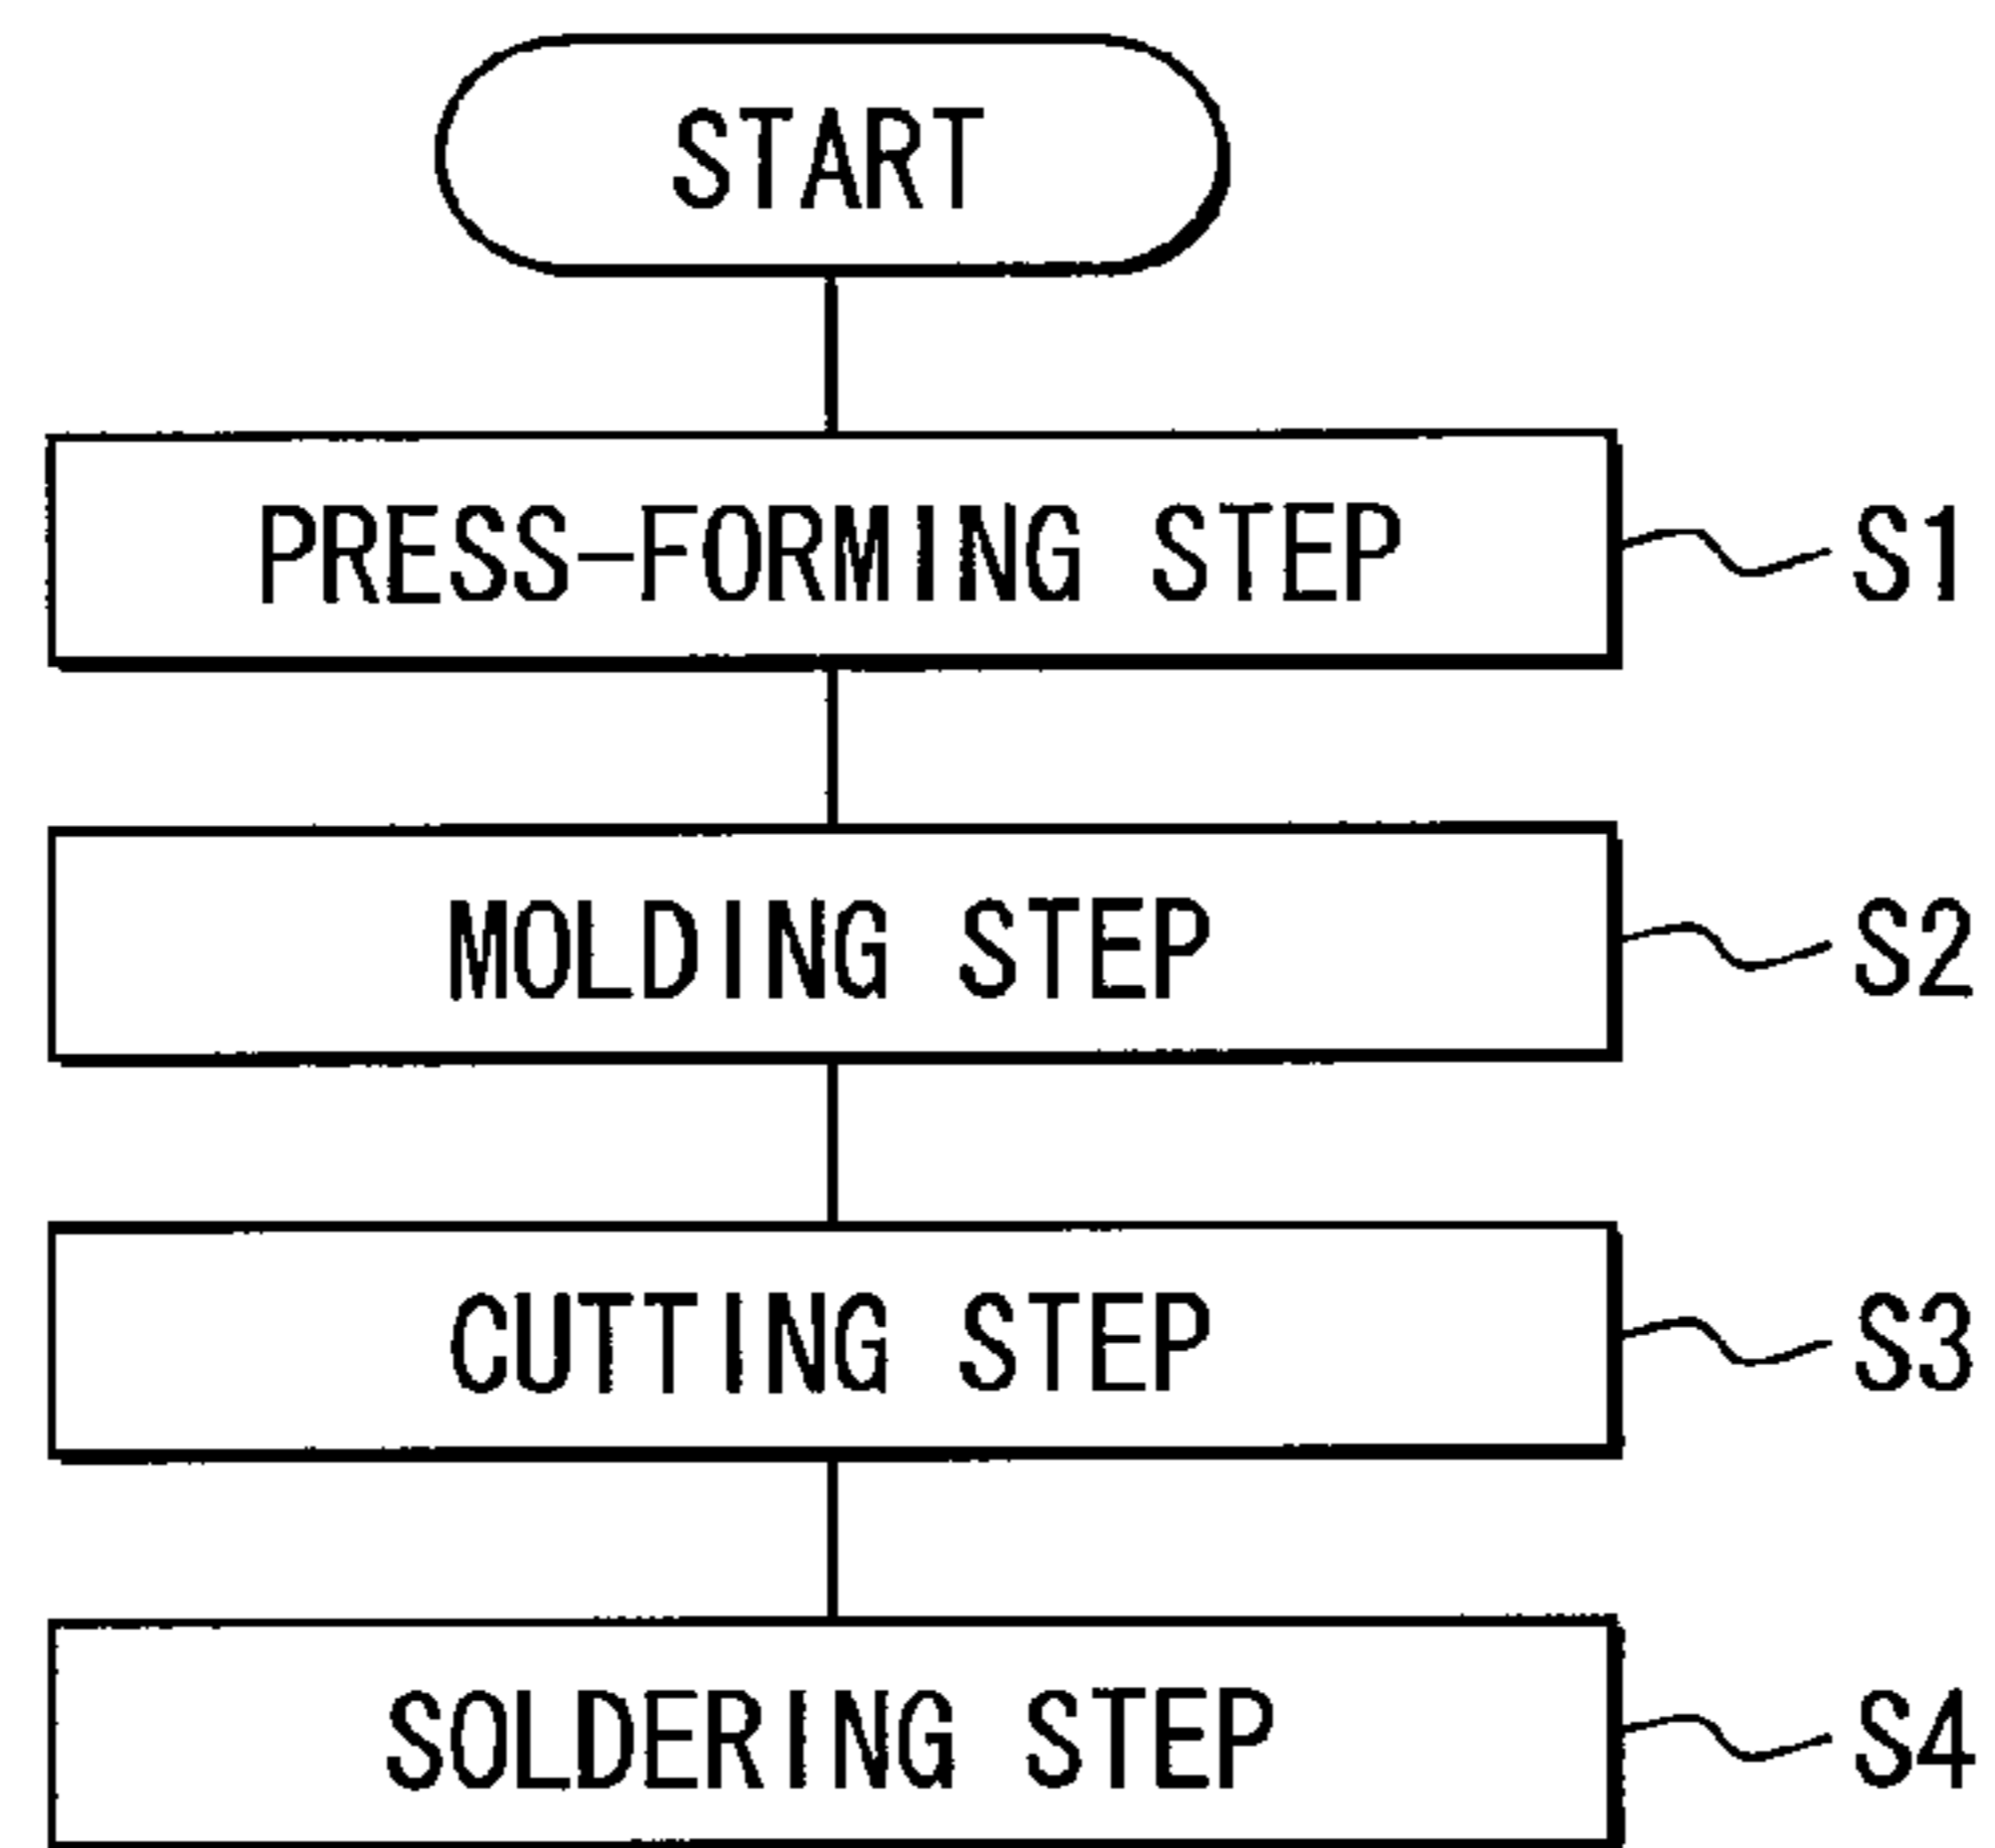 START
PRESS-FORMING STEP S1
MOLDING STEP S2
CUTTING STEP S3
SOLDERING STEP S4